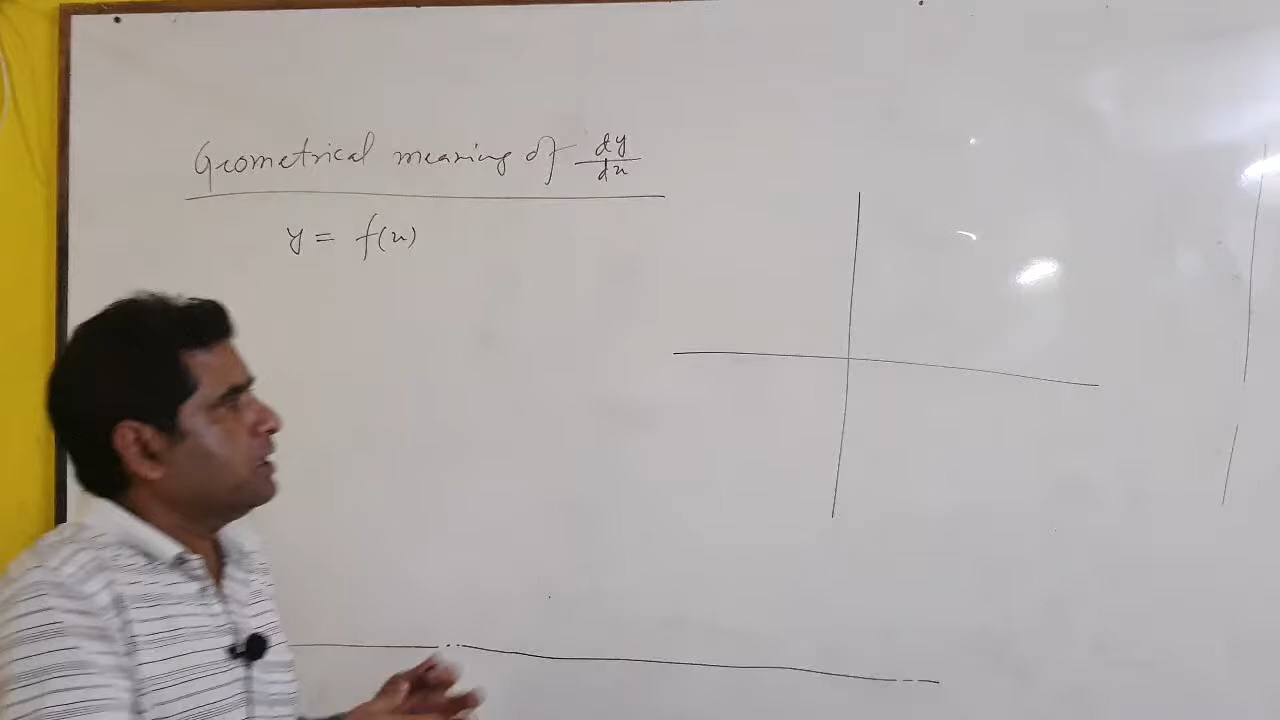 Geometrical meaning of dy/dx
y = f(x)